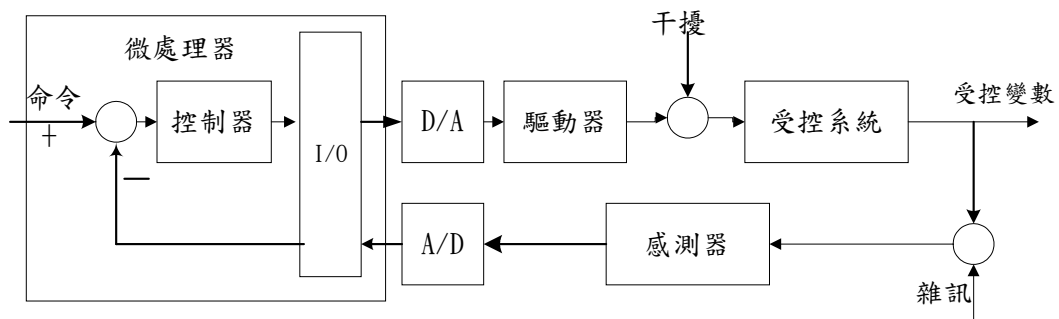 干擾
微處理器
命令
+
控制器
I/O
D/A
驅動器
受控系統
受控變數
—
A/D
感測器
雜訊